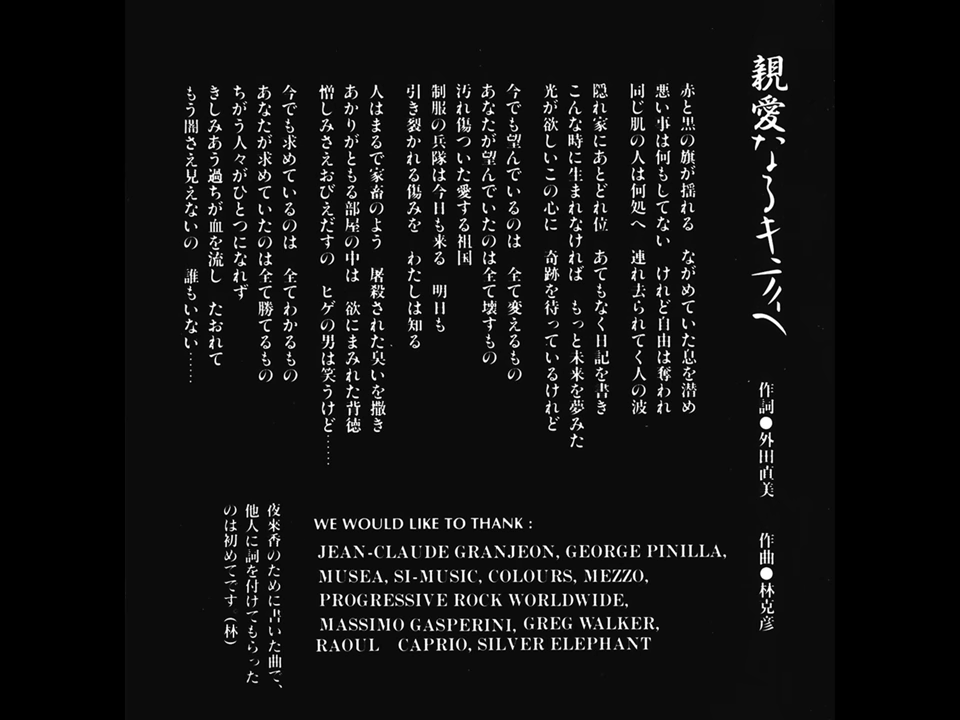 親愛なるキティへ
作詞●外田直美　作曲●林克彦
赤と黒の旗が揺れる　ながめていた息を潜め
悪い事は何もしてない　けれど自由は奪われ
同じ肌の人は何処へ　連れ去られてく人の波
隠れ家にあとどれ位　あてもなく日記を書き
こんな時に生まれなければ　もっと未来を夢みた
光が欲しいこの心に　奇跡を待っているけれど
今でも望んでいるのは　全て変えるもの
あなたが望んでいたのは全て壊すもの
汚れ傷ついた愛する祖国
制服の兵隊は今日も来る　明日も
引き裂かれる傷みを　わたしは知る
人はまるで家畜のよう　屠殺された臭いを撒き
あかりがともる部屋の中は　欲にまみれた背徳
憎しみさえおびえだすの　ヒゲの男は笑うけど……
今でも求めているのは　全てわかるもの
あなたが求めていたのは全て勝てるもの
ちがう人々がひとつになれず
きしみあう過ちが血を流し　たおれて
もう闇さえ見えないの　誰もいない……
WE WOULD LIKE TO THANK :
JEAN-CLAUDE GRANJEON, GEORGE PINILLA,
MUSEA, SI-MUSIC, COLOURS, MEZZO,
PROGRESSIVE ROCK WORLDWIDE,
MASSIMO GASPERINI, GREG WALKER,
RAOUL　CAPRIO, SILVER ELEPHANT
夜来香のために書いた曲で、
他人に詞を付けてもらった
のは初めてです。(林)